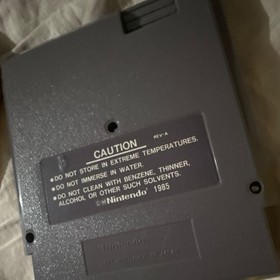 CAUTION
REV-A
•DO NOT STORE IN EXTREME TEMPERATURES.
•DO NOT IMMERSE IN WATER.
•DO NOT CLEAN WITH BENZENE, THINNER,
ALCOHOL OR OTHER SUCH SOLVENTS.
©Nintendo 1985